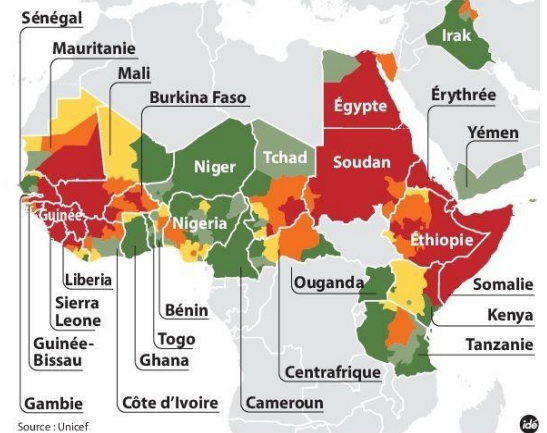 Sénégal
Mauritanie
Mali
Burkina Faso
Irak
Érythrée
Yémen
Égypte
Niger
Tchad
Soudan
Guinée
Nigeria
Éthiopie
Liberia
Sierra
Leone
Guinée-
Bissau
Gambie
Bénin
Togo
Ghana
Côte d’Ivoire
Ouganda
Centrafrique
Cameroun
Somalie
Kenya
Tanzanie
Source : Unicef
idé